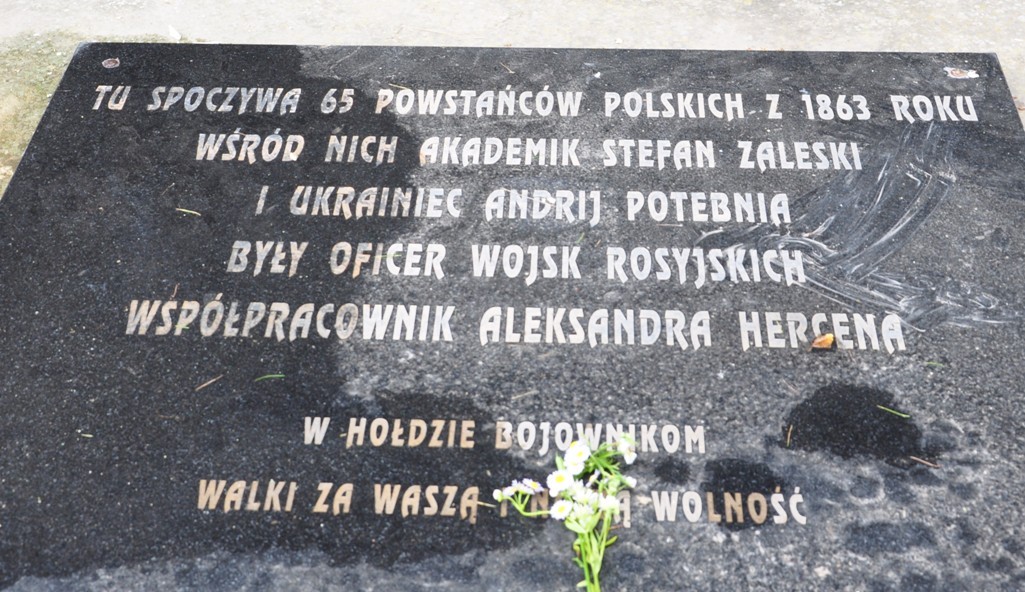 TU SPOCZYWA 65 POWSTAŃCÓW POLSKICH Z 1863 ROKU
WŚRÓD NICH AKADEMIK STEFAN ZALESKI
I UKRAINIEC ANDRIJ POTEBNIA
BYŁY OFICER WOJSK ROSYJSKICH
WSPÓŁPRACOWNIK ALEKSANDRA HERCENA
W HOŁDZIE BOJOWNIKOM
WALKI ZA WASZĄ I WOLNOŚĆ